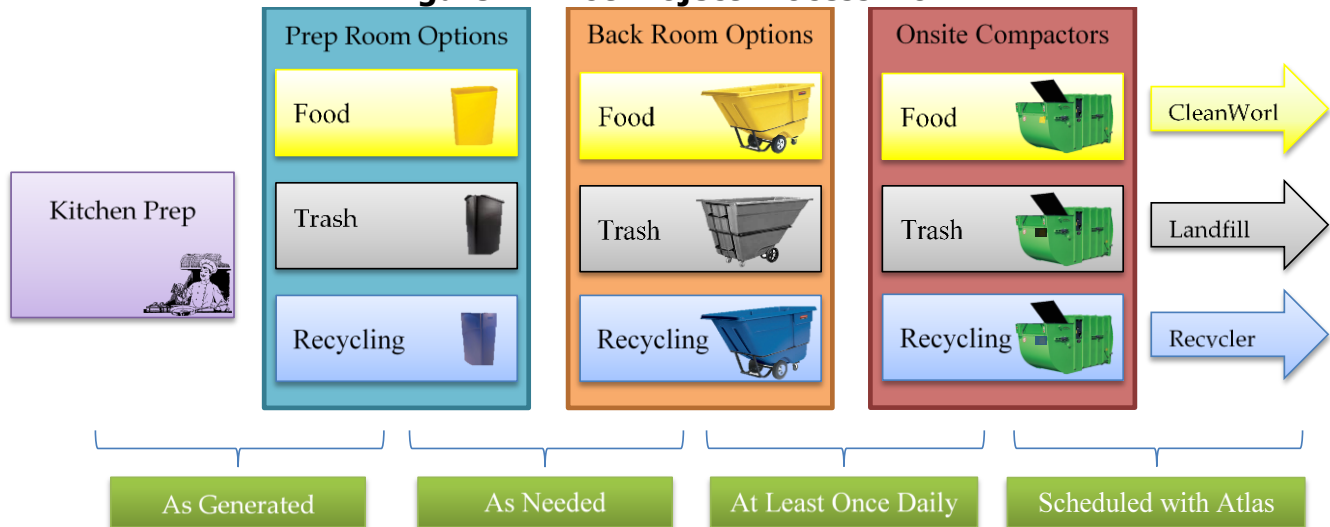 Prep Room Options
Back Room Options
Onsite Compactors
Food
Food
Food
CleanWorl
Kitchen Prep
Trash
Trash
Trash
Landfill
Recycling
Recycling
Recycling
Recycler
As Generated
As Needed
At Least Once Daily
Scheduled with Atlas